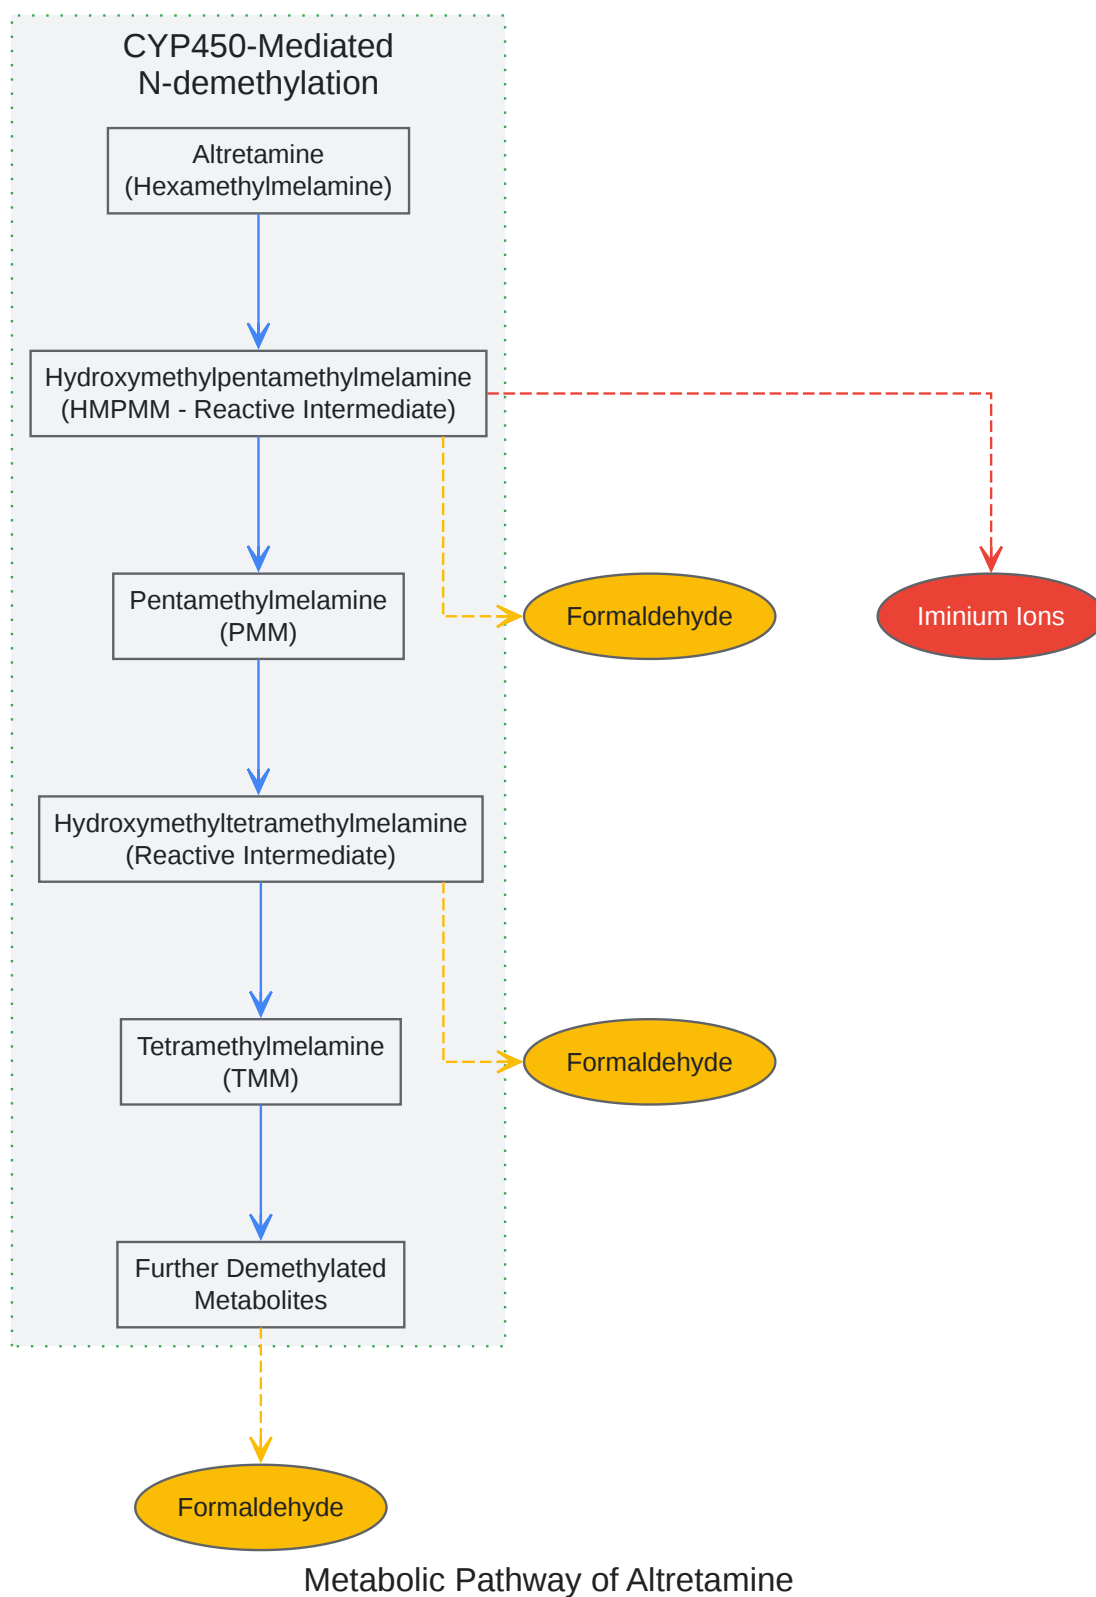 CYP450-Mediated
N-demethylation
Altretamine
(Hexamethylmelamine)
Hydroxymethylpentamethylmelamine
(HMPMM - Reactive Intermediate)
Pentamethylmelamine
(PMM)
Formaldehyde
Iminium Ions
Hydroxymethyltetramethylmelamine
(Reactive Intermediate)
Tetramethylmelamine
(TMM)
Formaldehyde
Further Demethylated
Metabolites
Formaldehyde
Metabolic Pathway of Altretamine